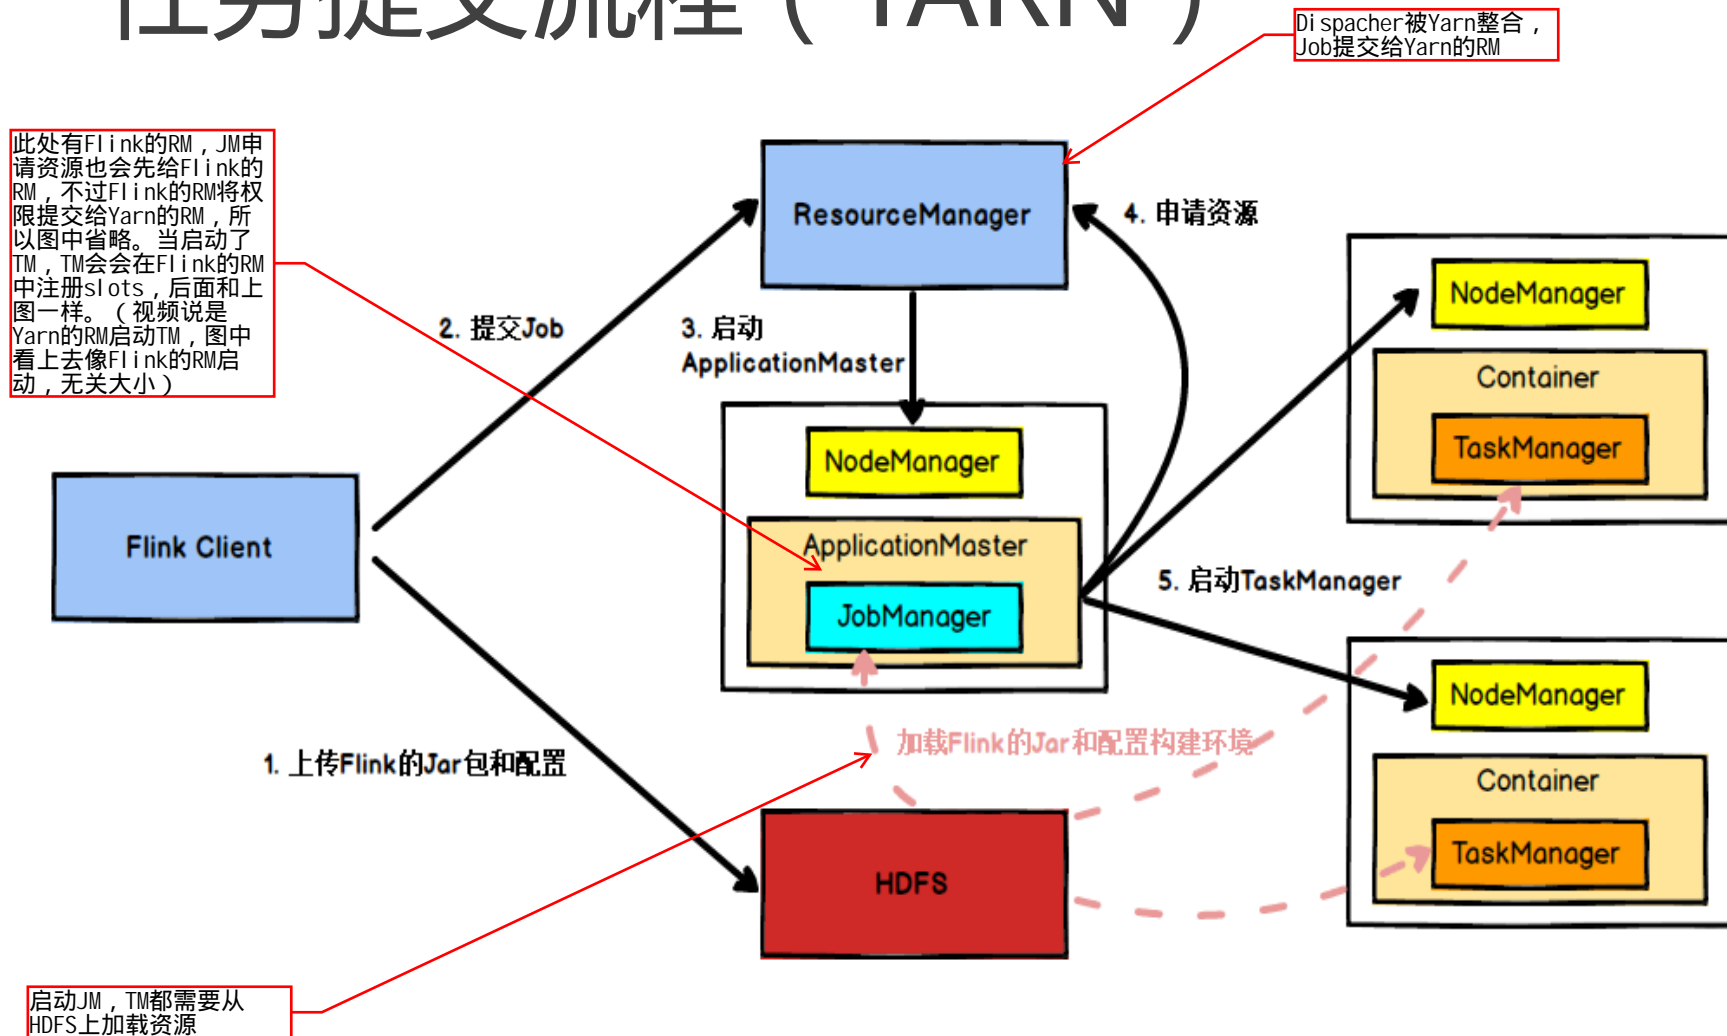 任务提交流程（YARN）
Dispacher被Yarn整合，
Job提交给Yarn的RM
此处有Flink的RM，JM申
请资源也会先给Flink的
RM，不过Flink的RM将权
限提交给Yarn的RM，所
以图中省略。当启动了
TM，TM会会在Flink的RM
中注册slots，后面和上
图一样。（视频说是
Yarn的RM启动TM，图中
看上去像Flink的RM启
动，无关大小）
ResourceManager
4. 申请资源
NodeManager
Container
TaskManager
2. 提交Job
3. 启动
ApplicationMaster
NodeManager
ApplicationMaster
JobManager
Flink Client
5. 启动TaskManager
NodeManager
Container
TaskManager
1. 上传Flink的Jar包和配置
加载Flink的Jar和配置构建环境
HDFS
启动JM，TM都需要从
HDFS上加载资源